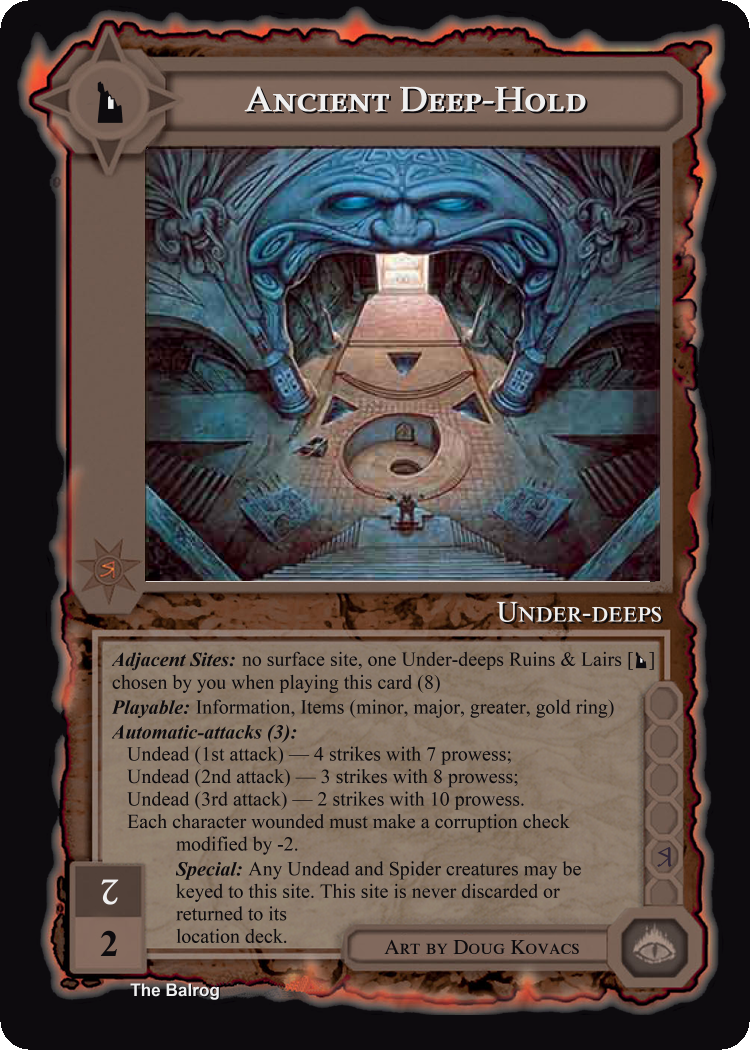 Ancient Deep-Hold
Under-deeps
Adjacent Sites: no surface site, one Under-deeps Ruins & Lairs [ ]
chosen by you when playing this card (8)
Playable: Information, Items (minor, major, greater, gold ring)
Automatic-attacks (3):
Undead (1st attack) — 4 strikes with 7 prowess;
Undead (2nd attack) — 3 strikes with 8 prowess;
Undead (3rd attack) — 2 strikes with 10 prowess.
Each character wounded must make a corruption check
modified by -2.
Special: Any Undead and Spider creatures may be
keyed to this site. This site is never discarded or
returned to its
location deck.
2
2
Art by Doug Kovacs
The Balrog